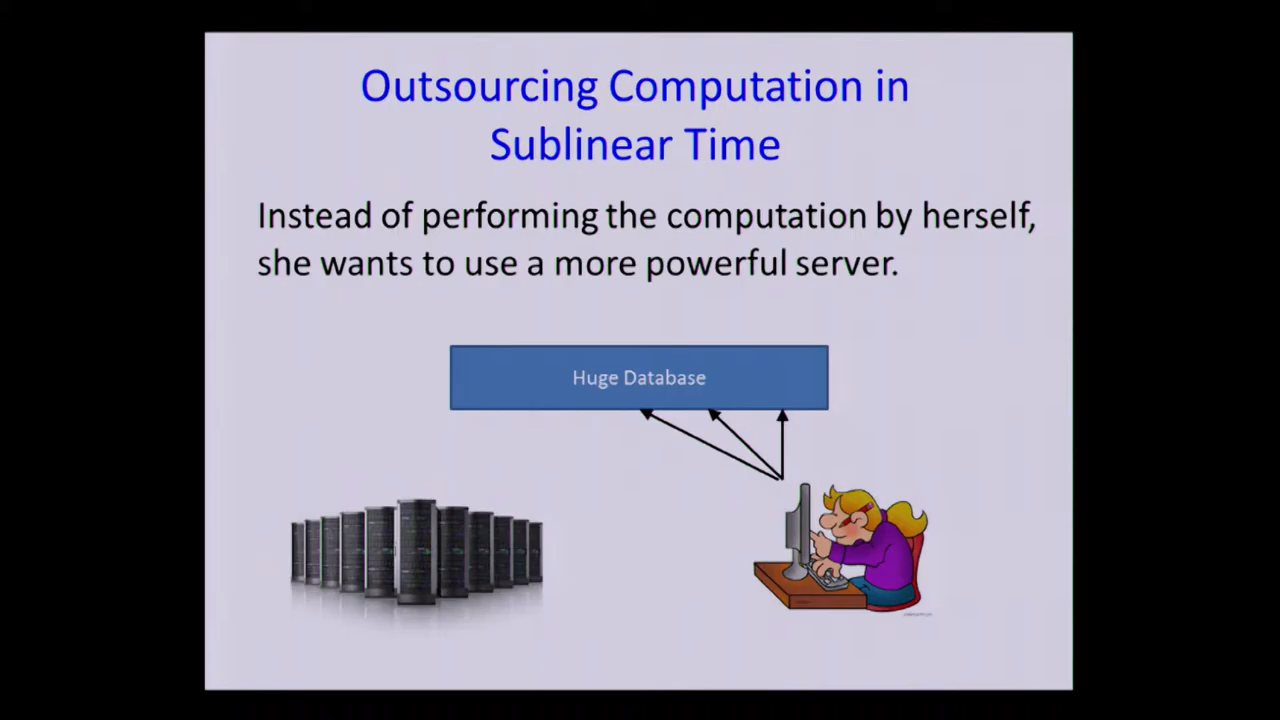 Outsourcing Computation in
Sublinear Time
Instead of performing the computation by herself,
she wants to use a more powerful server.
Huge Database